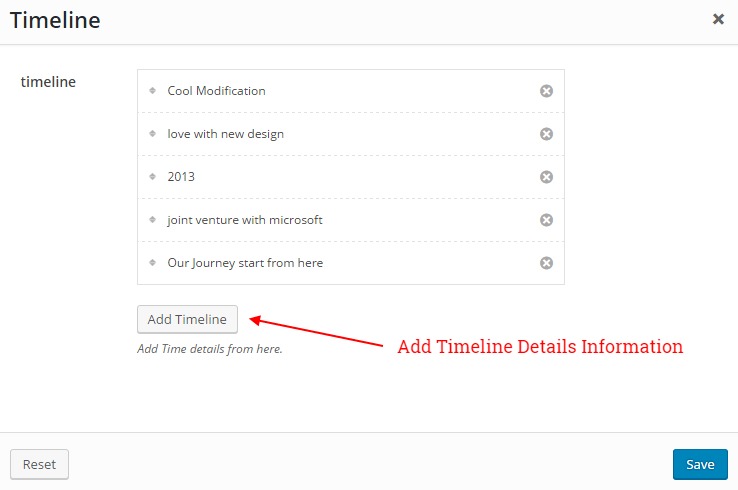 Timeline
timeline
Cool Modification
love with new design
2013
joint venture with microsoft
Our Journey start from here
Add Timeline
Add Time details from here.
Add Timeline Details Information
Reset
Save